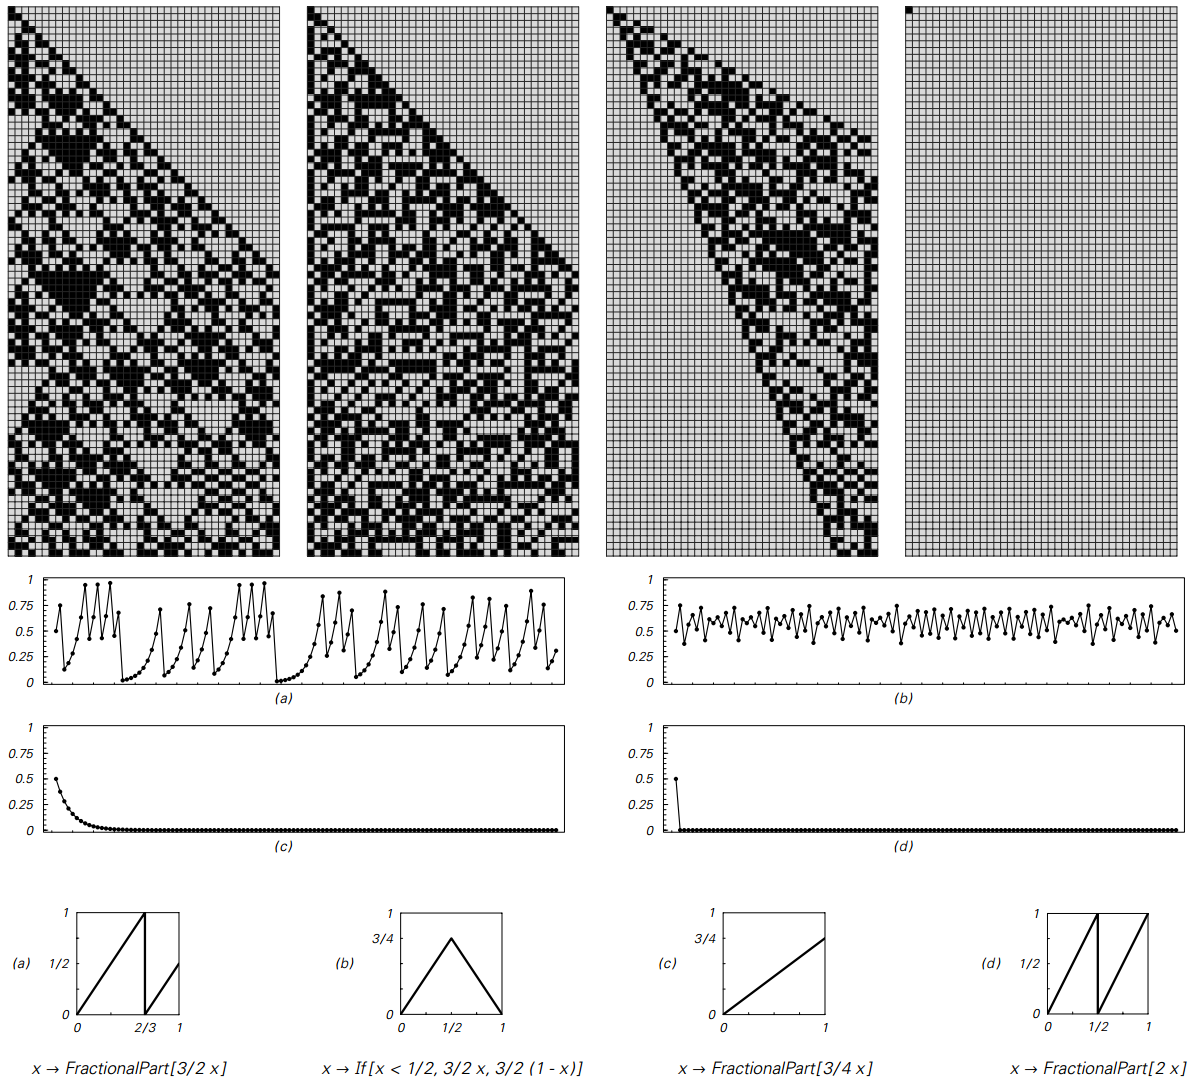 1
0.75
0.5
0.25
0
(a)
1
0.75
0.5
0.25
0
(b)
1
0.75
0.5
0.25
0
(c)
1
0.75
0.5
0.25
0
(d)
(a)
1
1/2
0
0 2/3 1
(b)
1
3/4
0
0 1/2 1
(c)
1
3/4
0
0 1
(d)
1
1/2
0
0 1/2 1
x → FractionalPart[3/2 x]
x → If[x < 1/2, 3/2 x, 3/2 (1 - x)]
x → FractionalPart[3/4 x]
x → FractionalPart[2 x]